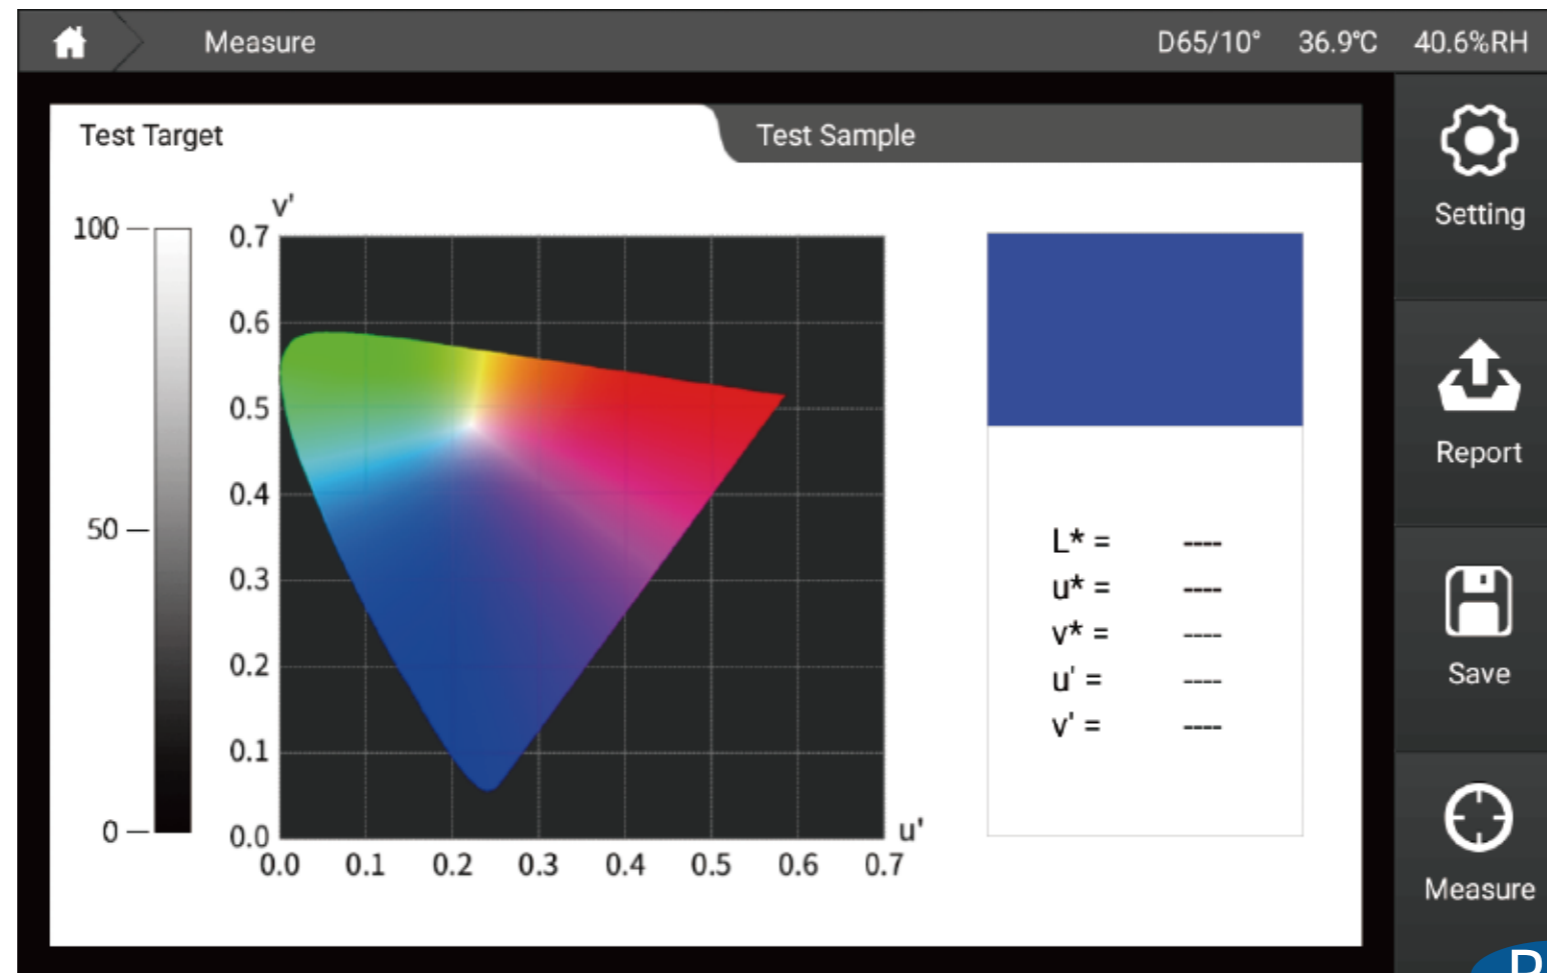 Measure
D65/10° 36.9℃ 40.6%RH
Test Target
Test Sample
Setting
Report
Save
Measure
100
50
0
v'
0.7
0.6
0.5
0.4
0.3
0.2
0.1
0.0
0.0 0.1 0.2 0.3 0.4 0.5 0.6 0.7
u'
L* = ----
u* = ----
v* = ----
u' = ----
v' = ----